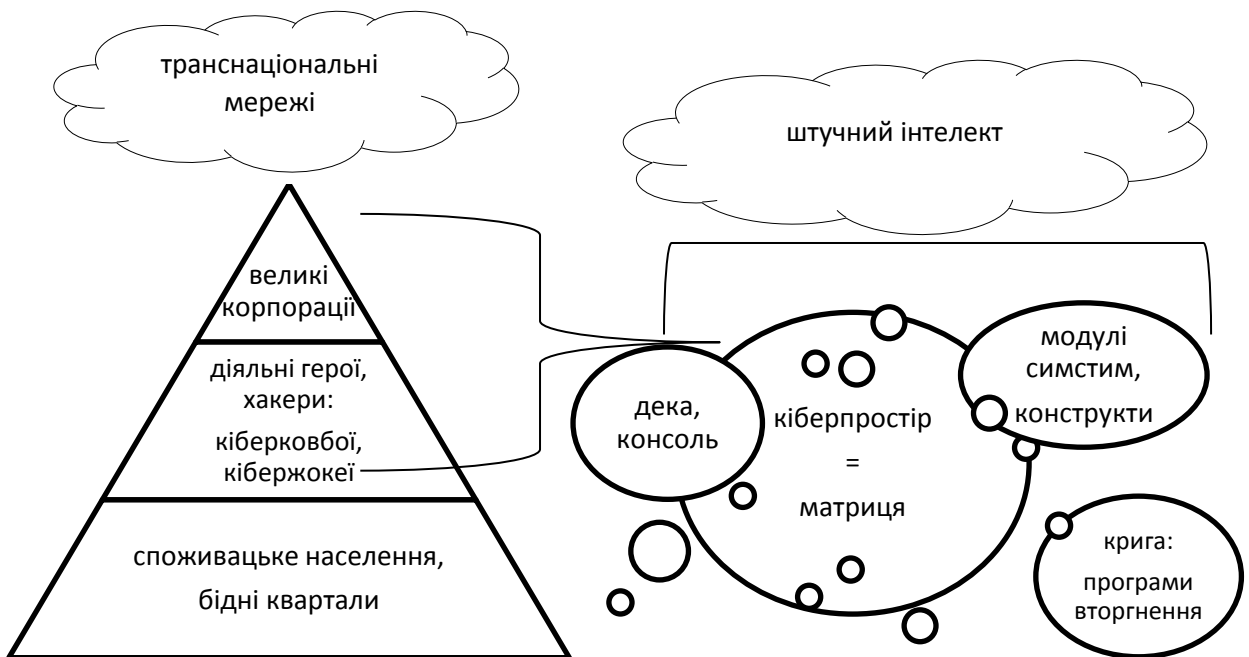 транснаціональні
мережі
штучний інтелект
великі
корпорації
діяльні герої,
хакери:
кіберковбої,
кібержокеї
споживацьке населення,
бідні квартали
дека,
консоль
кіберпростір
=
матриця
модулі
симстим,
конструкти
крига:
програми
вторгнення